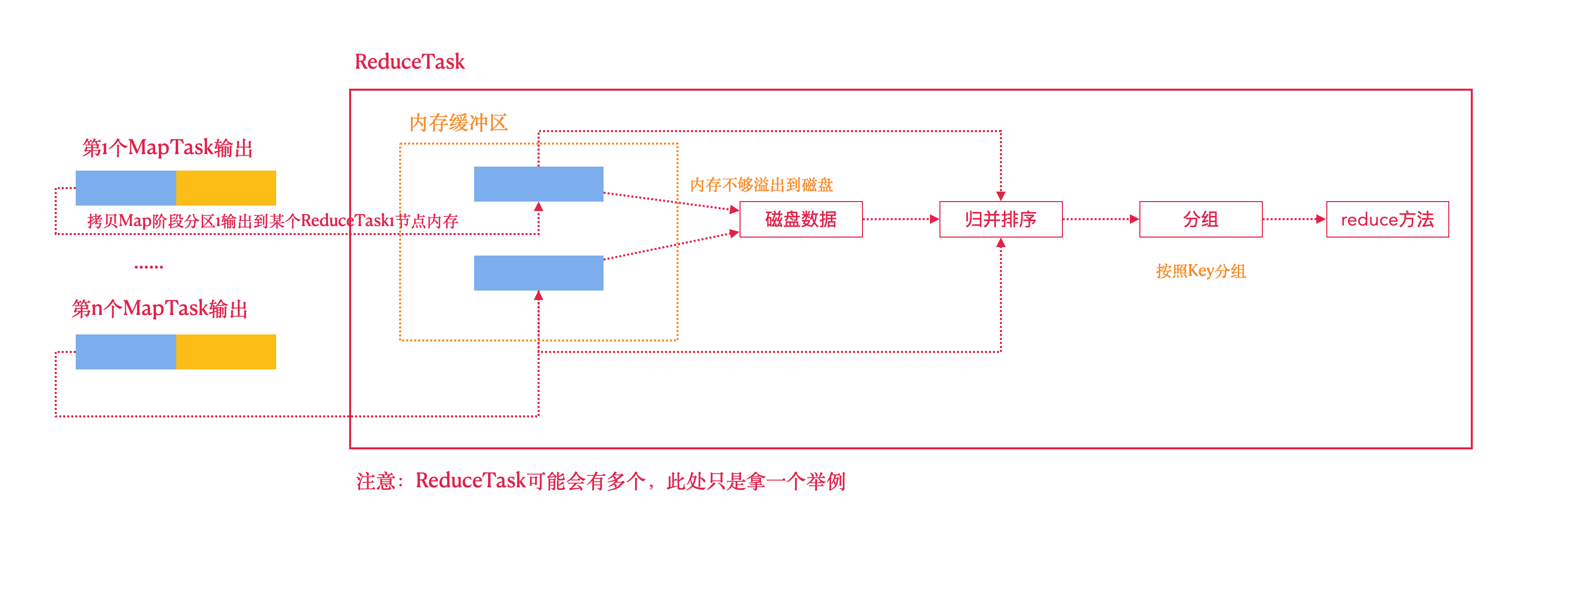 ReduceTask
内存缓冲区
第1个MapTask输出
内存不够溢出到磁盘
拷贝Map阶段分区1输出到某个ReduceTask1节点内存
磁盘数据
归并排序
分组
reduce方法
按照Key分组
......
第n个MapTask输出
注意：ReduceTask可能会有多个，此处只是拿一个举例